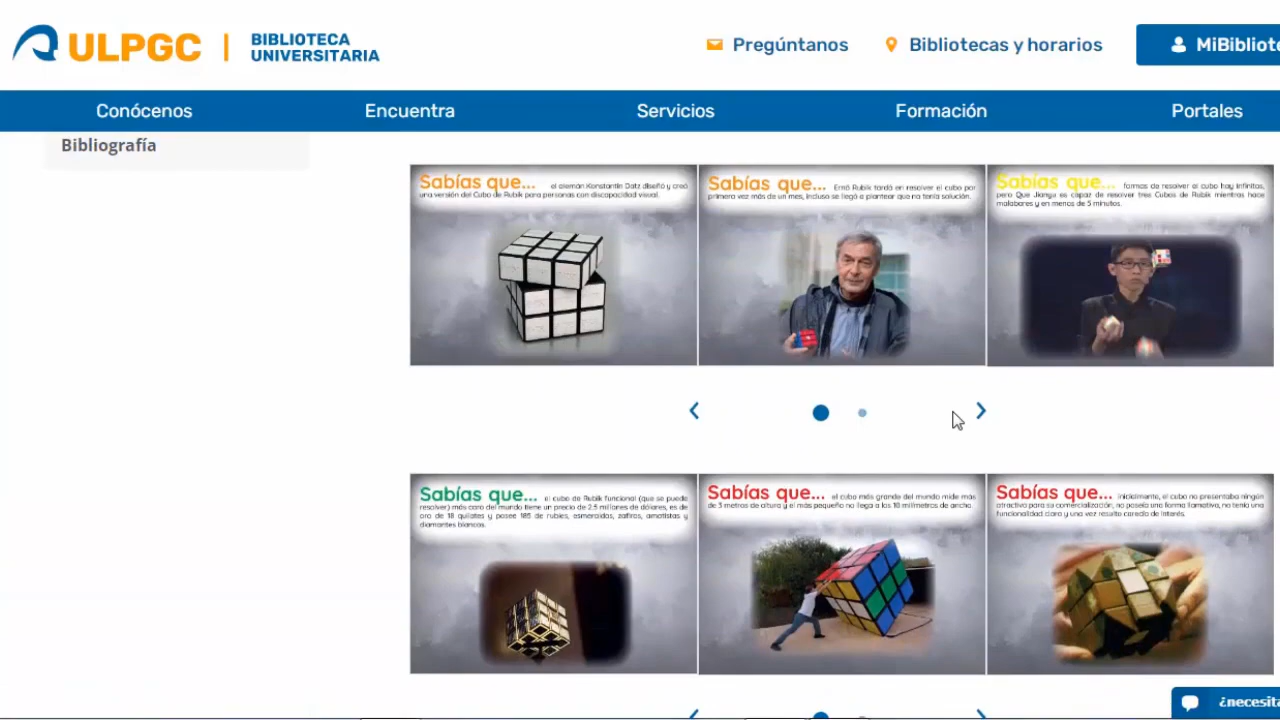 ULPGC | BIBLIOTECA
UNIVERSITARIA
Pregúntanos
Bibliotecas y horarios
MiBibliote
Conócenos
Encuentra
Servicios
Formación
Portales
Bibliografía
Sabías que... el alemán Konstantin Datz diseñó y creó
una versión del Cubo de Rubik para personas con discapacidad visual.
Sabías que... Ernő Rubik tardó en resolver el cubo por
primera vez más de un mes, incluso se llegó a plantear que no tenía solución.
Sabías que... formas de resolver el cubo hay infinitas,
pero Que Jianyu es capaz de resolver tres Cubos de Rubik mientras hace
malabares y en menos de 5 minutos.
Sabías que... el cubo de Rubik funcional (que se puede
resolver) más caro del mundo tiene un precio de 2,5 millones de dólares, es de
oro de 18 quilates y posee 185 de rubíes, esmeraldas, zafiros, amatistas y
diamantes blancos.
Sabías que... el cubo más grande del mundo mide más
de 3 metros de altura y el más pequeño no llega a los 10 milímetros de ancho.
Sabías que... inicialmente, el cubo no presentaba ningún
atractivo para su comercialización, no poseía una forma llamativa, no tenía una
funcionalidad clara y una vez resuelto carecía de interés.
¿necesita